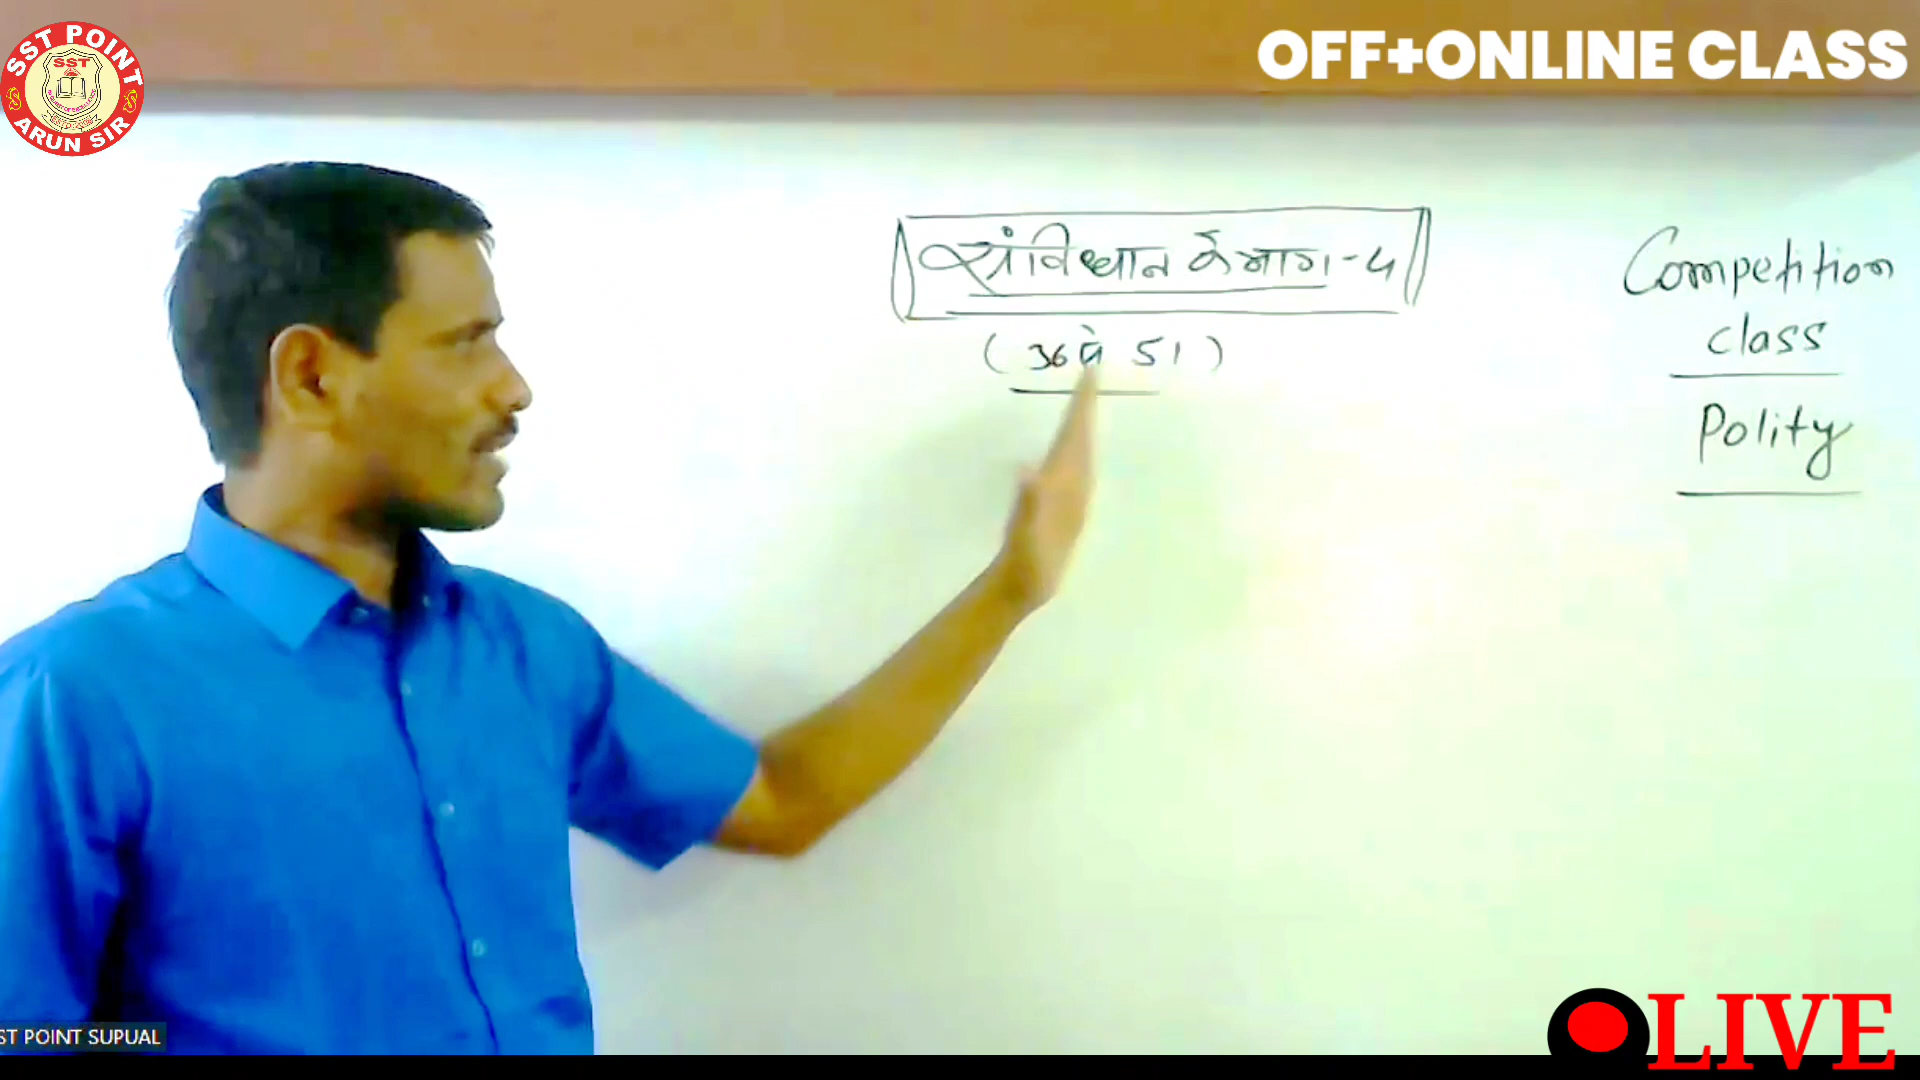 SST POINT
SST
ARUN SIR
OFF+ONLINE CLASS
संविधान के भाग-4
(36 से 51)
Competition
class
Polity
ST POINT SUPUAL
LIVE